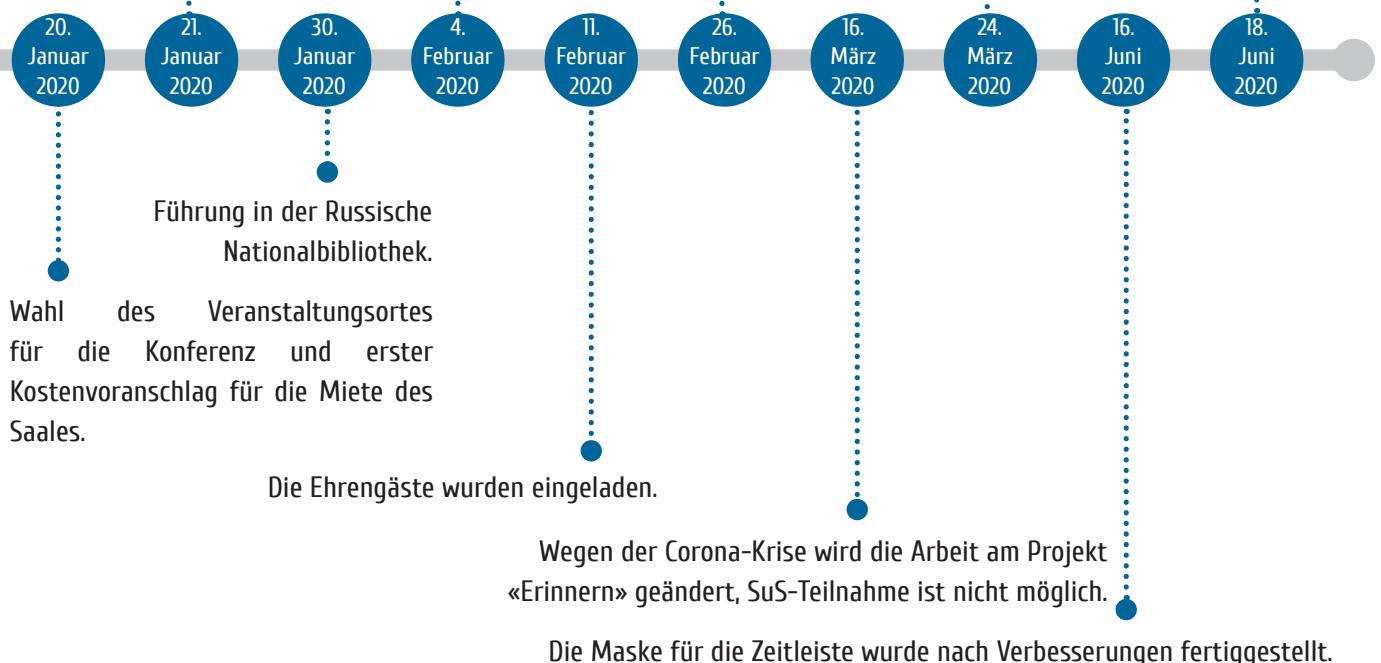 20.
Januar
2020
21.
Januar
2020
30.
Januar
2020
4.
Februar
2020
11.
Februar
2020
26.
Februar
2020
16.
März
2020
24.
März
2020
16.
Juni
2020
18.
Juni
2020
Führung in der Russische
Nationalbibliothek.
Wahl des Veranstaltungsortes
für die Konferenz und erster
Kostenvoranschlag für die Miete des
Saales.
Die Ehrengäste wurden eingeladen.
Wegen der Corona-Krise wird die Arbeit am Projekt
«Erinnern» geändert, SuS-Teilnahme ist nicht möglich.
Die Maske für die Zeitleiste wurde nach Verbesserungen fertiggestellt.